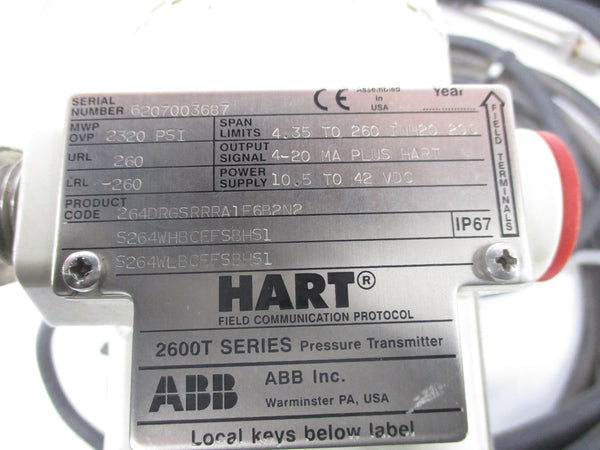 SERIAL NUMBER 6207003687
CE Assembled in USA
Year
MWP OVP 2320 PSI
SPAN LIMITS 4.35 TO 260 INH20 20C
URL 260
OUTPUT SIGNAL 4-20 MA PLUS HART
LRL -260
POWER SUPPLY 10.5 TO 42 VDC
FIELD TERMINALS
PRODUCT CODE 264DRGSRRRA1E6B2N2
IP67
S264WHBCEFSBHS1
S264WLBCEFSBHS1
HART®
FIELD COMMUNICATION PROTOCOL
2600T SERIES Pressure Transmitter
ABB ABB Inc.
Warminster PA, USA
Local keys below label